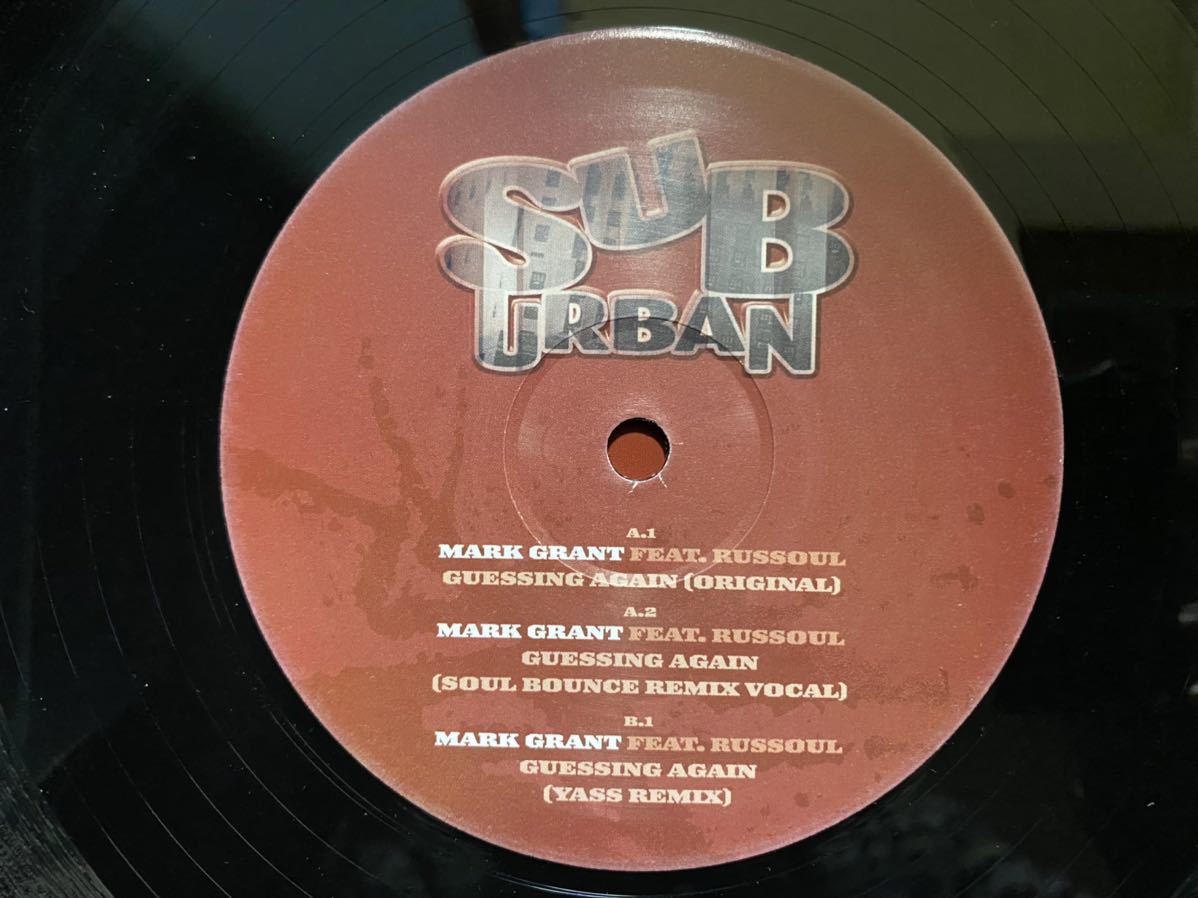 SUB
URBAN
A.1
MARK GRANT FEAT. RUSSOUL
GUESSING AGAIN (ORIGINAL)
A.2
MARK GRANT FEAT. RUSSOUL
GUESSING AGAIN
(SOUL BOUNCE REMIX VOCAL)
B.1
MARK GRANT FEAT. RUSSOUL
GUESSING AGAIN
(YASS REMIX)